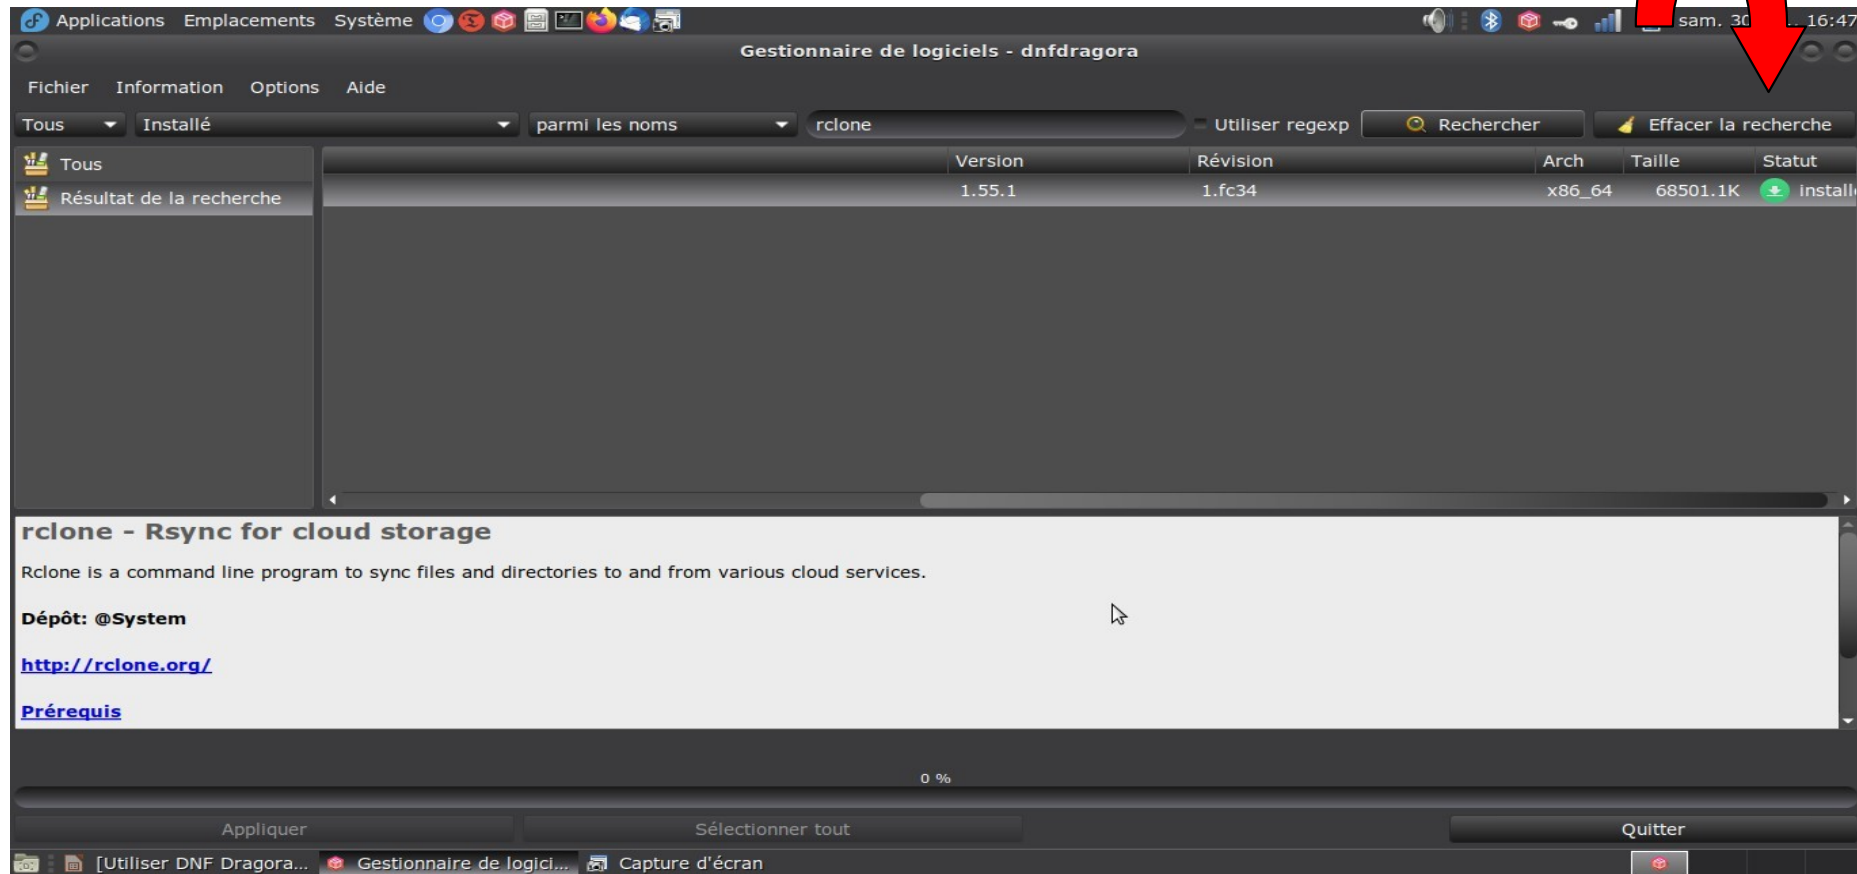 Applications Emplacements Système sam. 30 16:47
Gestionnaire de logiciels - dnfdragora
Fichier Information Options Aide
Tous Installé parmi les noms rclone Utiliser regexp Rechercher Effacer la recherche
Tous
Résultat de la recherche
Version Révision Arch Taille Statut
1.55.1 1.fc34 x86_64 68501.1K
rclone - Rsync for cloud storage
Rclone is a command line program to sync files and directories to and from various cloud services.
Dépôt: @System
http://rclone.org/
Prérequis
0 %
Appliquer Sélectionner tout Quitter
[Utiliser DNF Dragora... Gestionnaire de logici... Capture d'écran